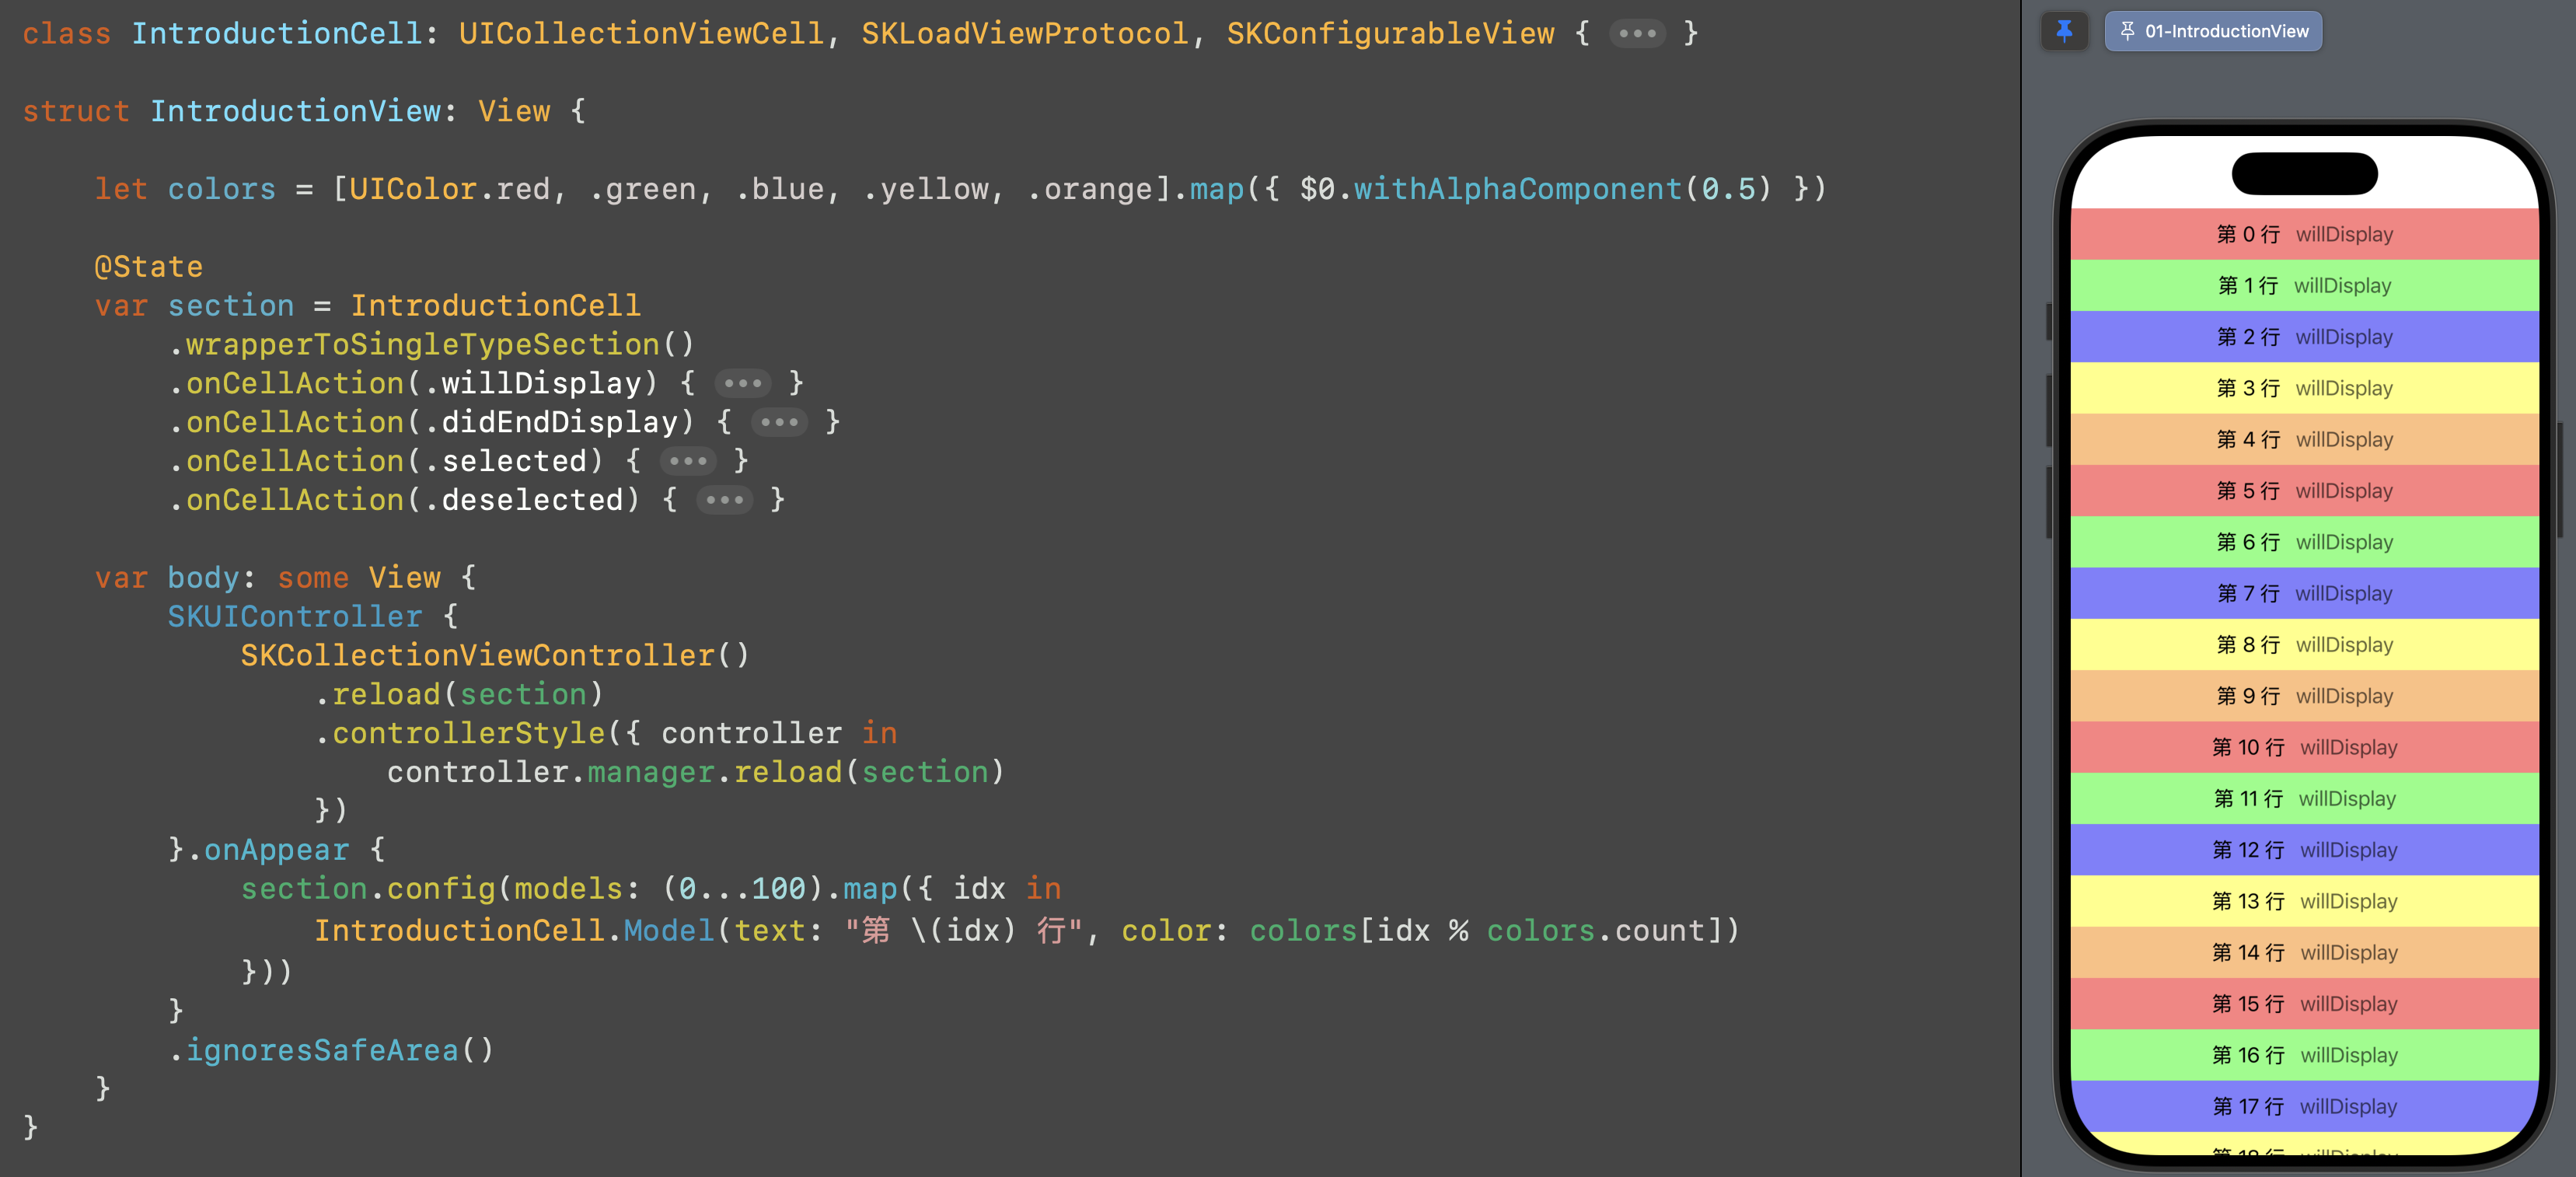 class IntroductionCell: UICollectionViewCell, SKLoadViewProtocol, SKConfigurableView { ••• }
struct IntroductionView: View {
let colors = [UIColor.red, .green, .blue, .yellow, .orange].map({ $0.withAlphaComponent(0.5) })
@State
var section = IntroductionCell
.wrapperToSingleTypeSection()
.onCellAction(.willDisplay) { ••• }
.onCellAction(.didEndDisplay) { ••• }
.onCellAction(.selected) { ••• }
.onCellAction(.deselected) { ••• }
var body: some View {
SKUIController {
SKCollectionViewController()
.reload(section)
.controllerStyle({ controller in
controller.manager.reload(section)
})
}.onAppear {
section.config(models: (0...100).map({ idx in
IntroductionCell.Model(text: "第 \(idx) 行", color: colors[idx % colors.count])
}))
}
.ignoresSafeArea()
}
}
01-IntroductionView
第 0 行 willDisplay
第 1 行 willDisplay
第 2 行 willDisplay
第 3 行 willDisplay
第 4 行 willDisplay
第 5 行 willDisplay
第 6 行 willDisplay
第 7 行 willDisplay
第 8 行 willDisplay
第 9 行 willDisplay
第 10 行 willDisplay
第 11 行 willDisplay
第 12 行 willDisplay
第 13 行 willDisplay
第 14 行 willDisplay
第 15 行 willDisplay
第 16 行 willDisplay
第 17 行 willDisplay
第 18 行 willDisplay